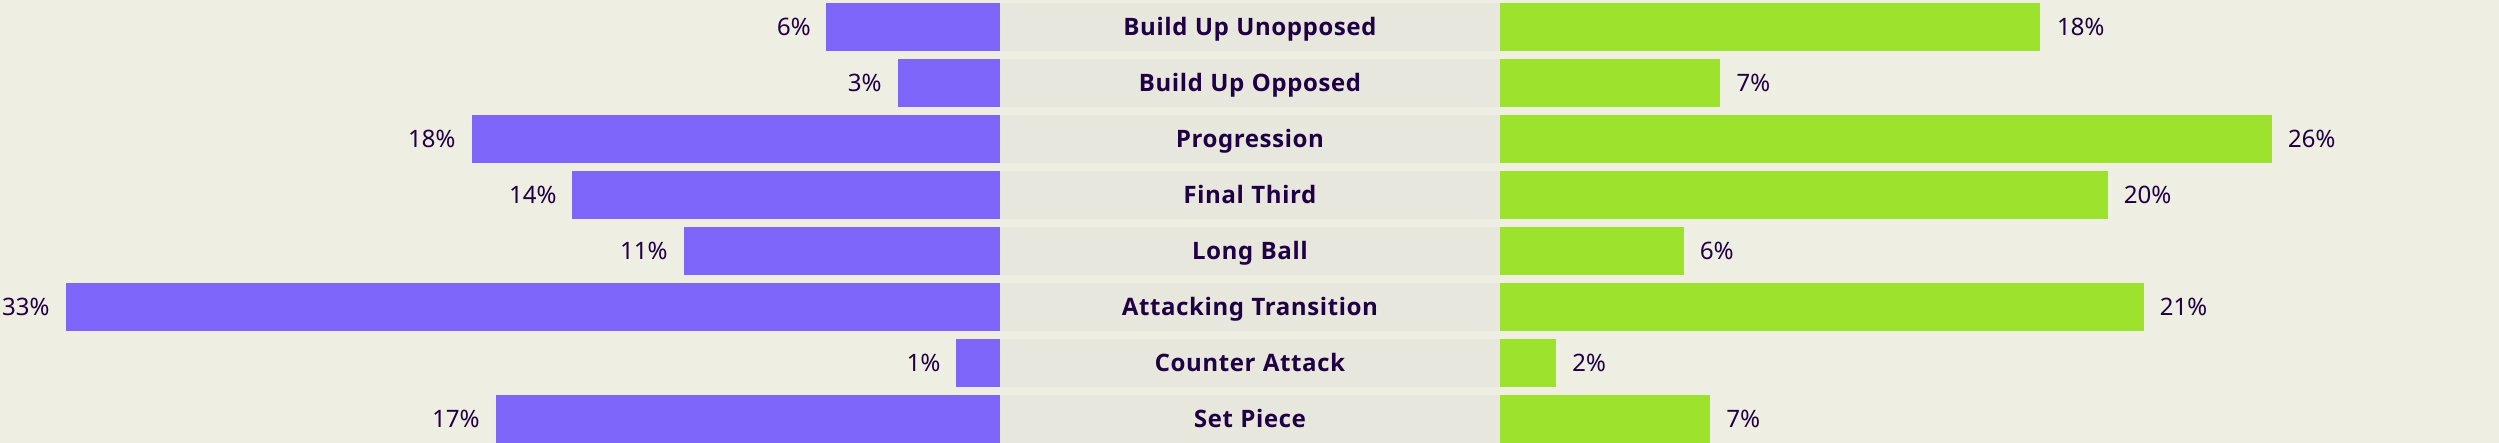 6% Build Up Unopposed 18%
3% Build Up Opposed 7%
18% Progression 26%
14% Final Third 20%
11% Long Ball 6%
33% Attacking Transition 21%
1% Counter Attack 2%
17% Set Piece 7%